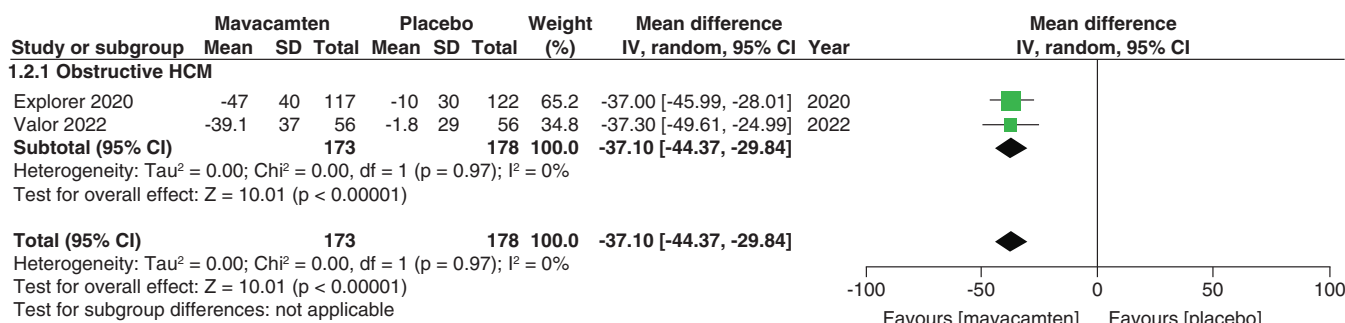 Mavacamten Placebo Weight Mean difference Mean difference
Study or subgroup Mean SD Total Mean SD Total (%) IV, random, 95% CI Year IV, random, 95% CI
1.2.1 Obstructive HCM
Explorer 2020 -47 40 117 -10 30 122 65.2 -37.00 [-45.99, -28.01] 2020
Valor 2022 -39.1 37 56 -1.8 29 56 34.8 -37.30 [-49.61, -24.99] 2022
Subtotal (95% CI) 173 178 100.0 -37.10 [-44.37, -29.84]
Heterogeneity: Tau² = 0.00; Chi² = 0.00, df = 1 (p = 0.97); I² = 0%
Test for overall effect: Z = 10.01 (p < 0.00001)
Total (95% CI) 173 178 100.0 -37.10 [-44.37, -29.84]
Heterogeneity: Tau² = 0.00; Chi² = 0.00, df = 1 (p = 0.97); I² = 0%
Test for overall effect: Z = 10.01 (p < 0.00001)
Test for subgroup differences: not applicable
-100 -50 0 50 100
Favours [mavacamten] Favours [placebo]